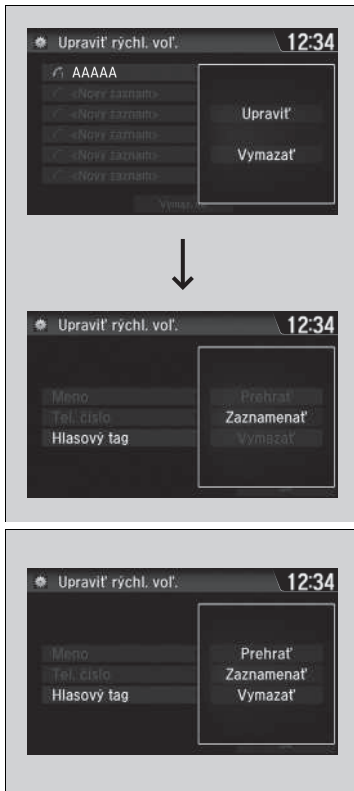 Upraviť rýchl. voľ.
12:34
AAAAA
<Nový záznam>
<Nový záznam>
<Nový záznam>
<Nový záznam>
<Nový záznam>
Upraviť
Vymazať
Upraviť rýchl. voľ.
12:34
Meno
Tel. číslo
Hlasový tag
Prehrať
Zaznamenať
Vymazať
Upraviť rýchl. voľ.
12:34
Meno
Tel. číslo
Hlasový tag
Prehrať
Zaznamenať
Vymazať